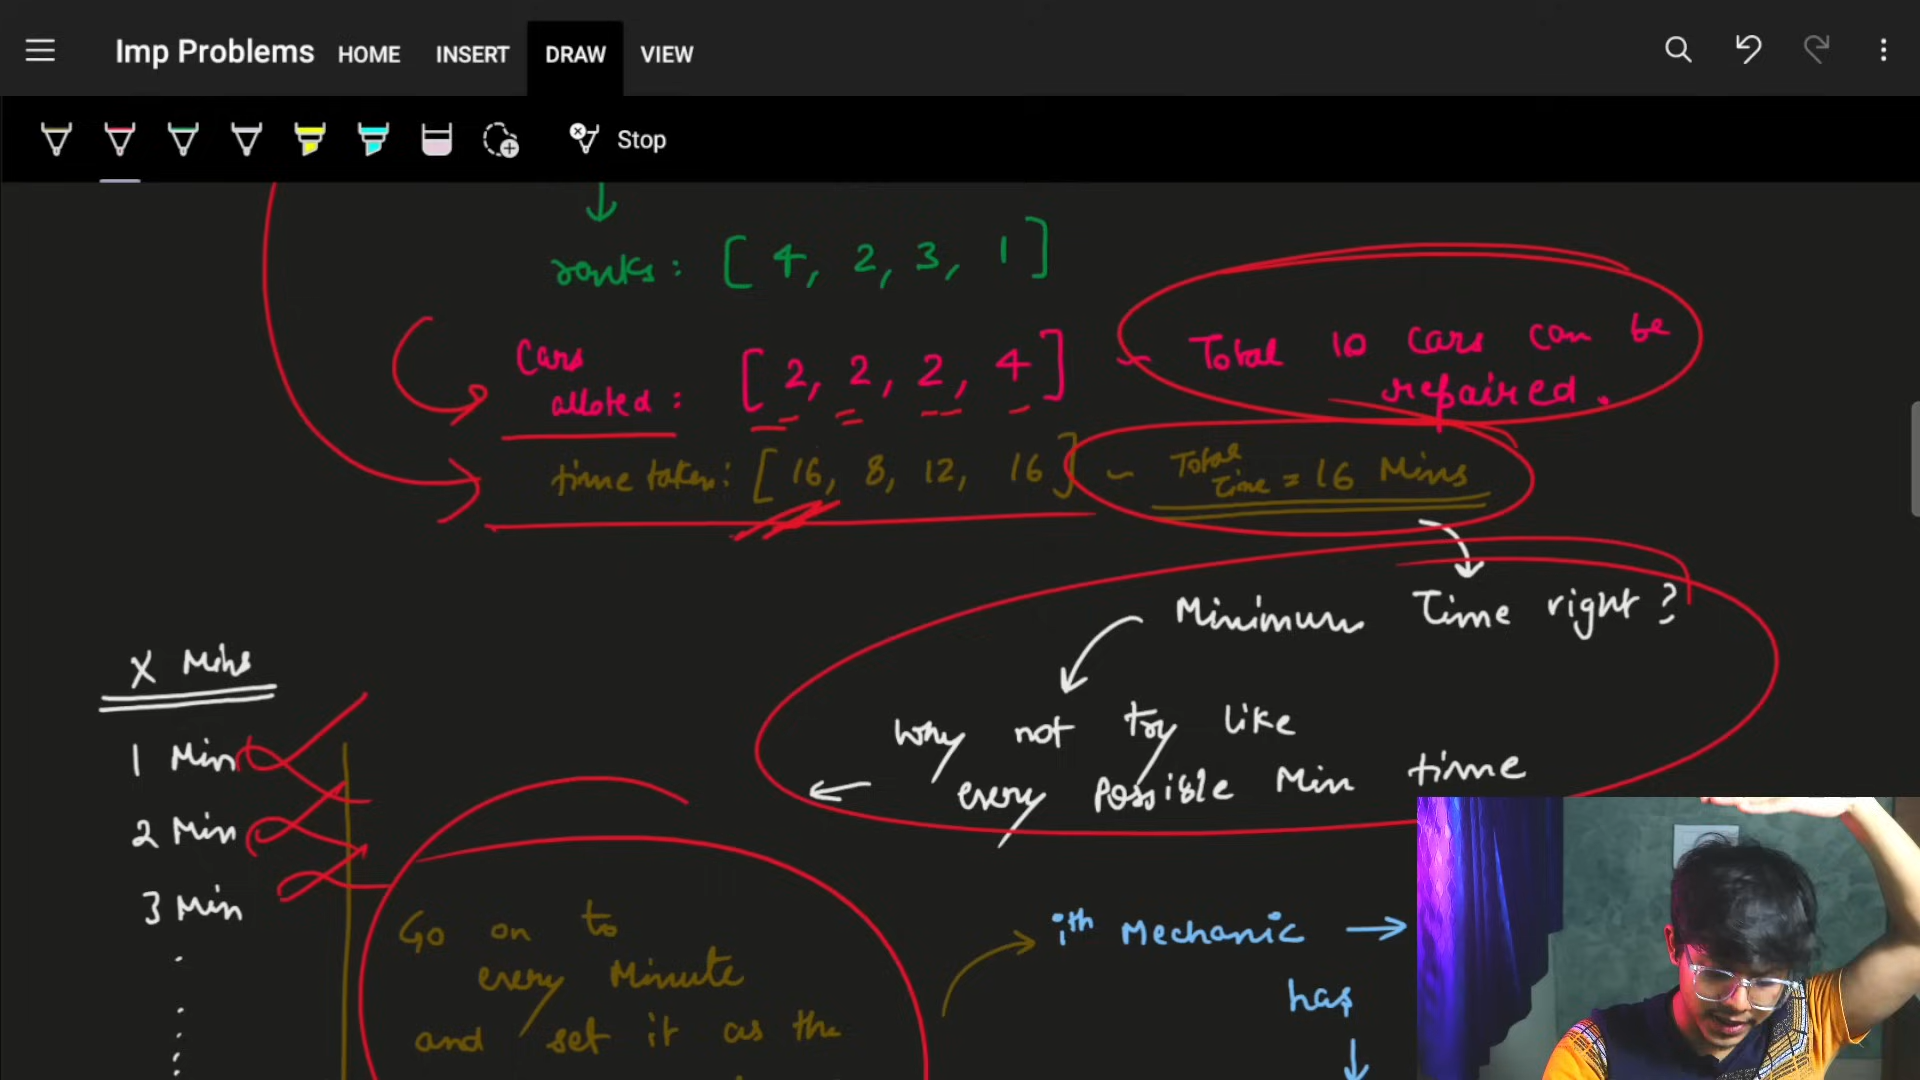 Imp Problems HOME INSERT DRAW VIEW
Stop
ranks : [ 4, 2, 3, 1 ]
Cars alloted : [ 2, 2, 2, 4 ] - Total 10 cars can be repaired.
time taken : [ 16, 8, 12, 16 ] - Total time = 16 Mins
Minimum Time right ?
X Mins
why not try like
1 Min
every possible Min time
2 Min
3 Min
Go on to
every Minute
and set it as the
ith Mechanic
has